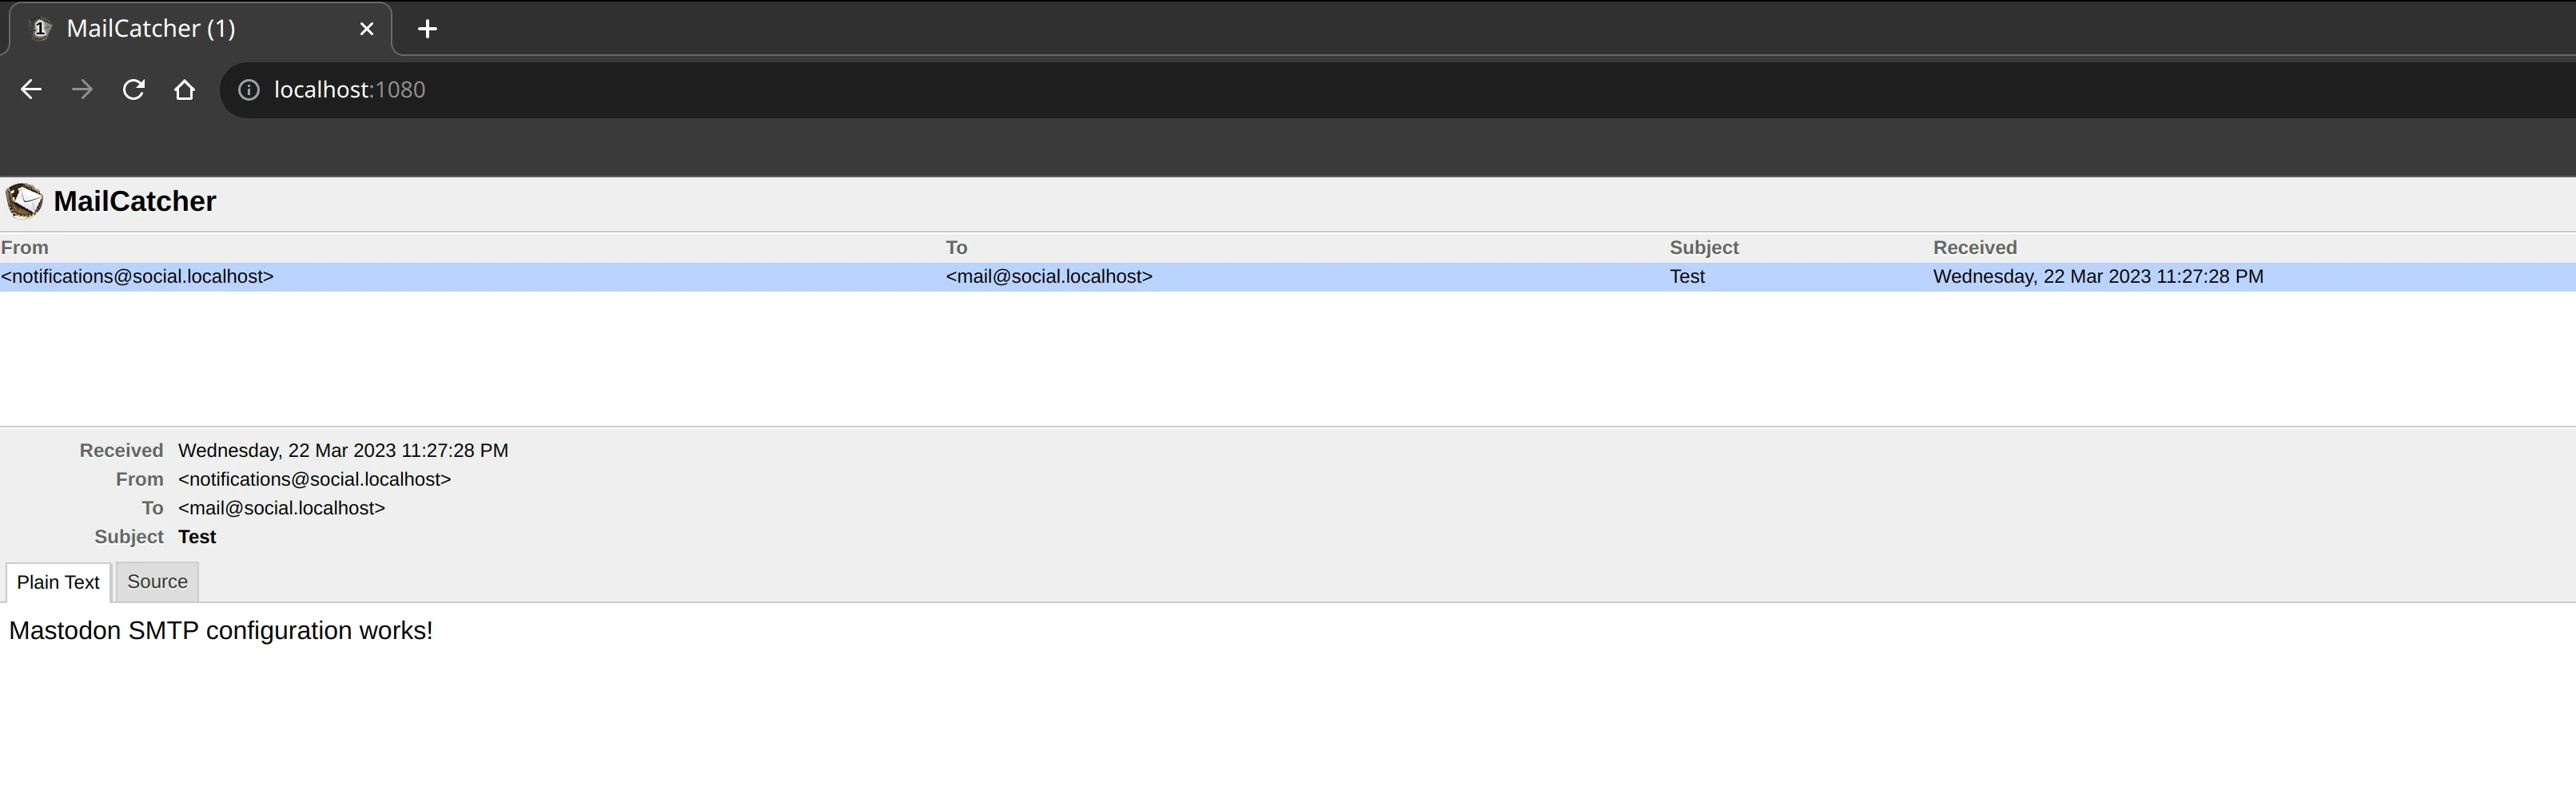 MailCatcher (1)
localhost:1080
MailCatcher
From To Subject Received
<notifications@social.localhost> <mail@social.localhost> Test Wednesday, 22 Mar 2023 11:27:28 PM
Received Wednesday, 22 Mar 2023 11:27:28 PM
From <notifications@social.localhost>
To <mail@social.localhost>
Subject Test
Plain Text Source
Mastodon SMTP configuration works!